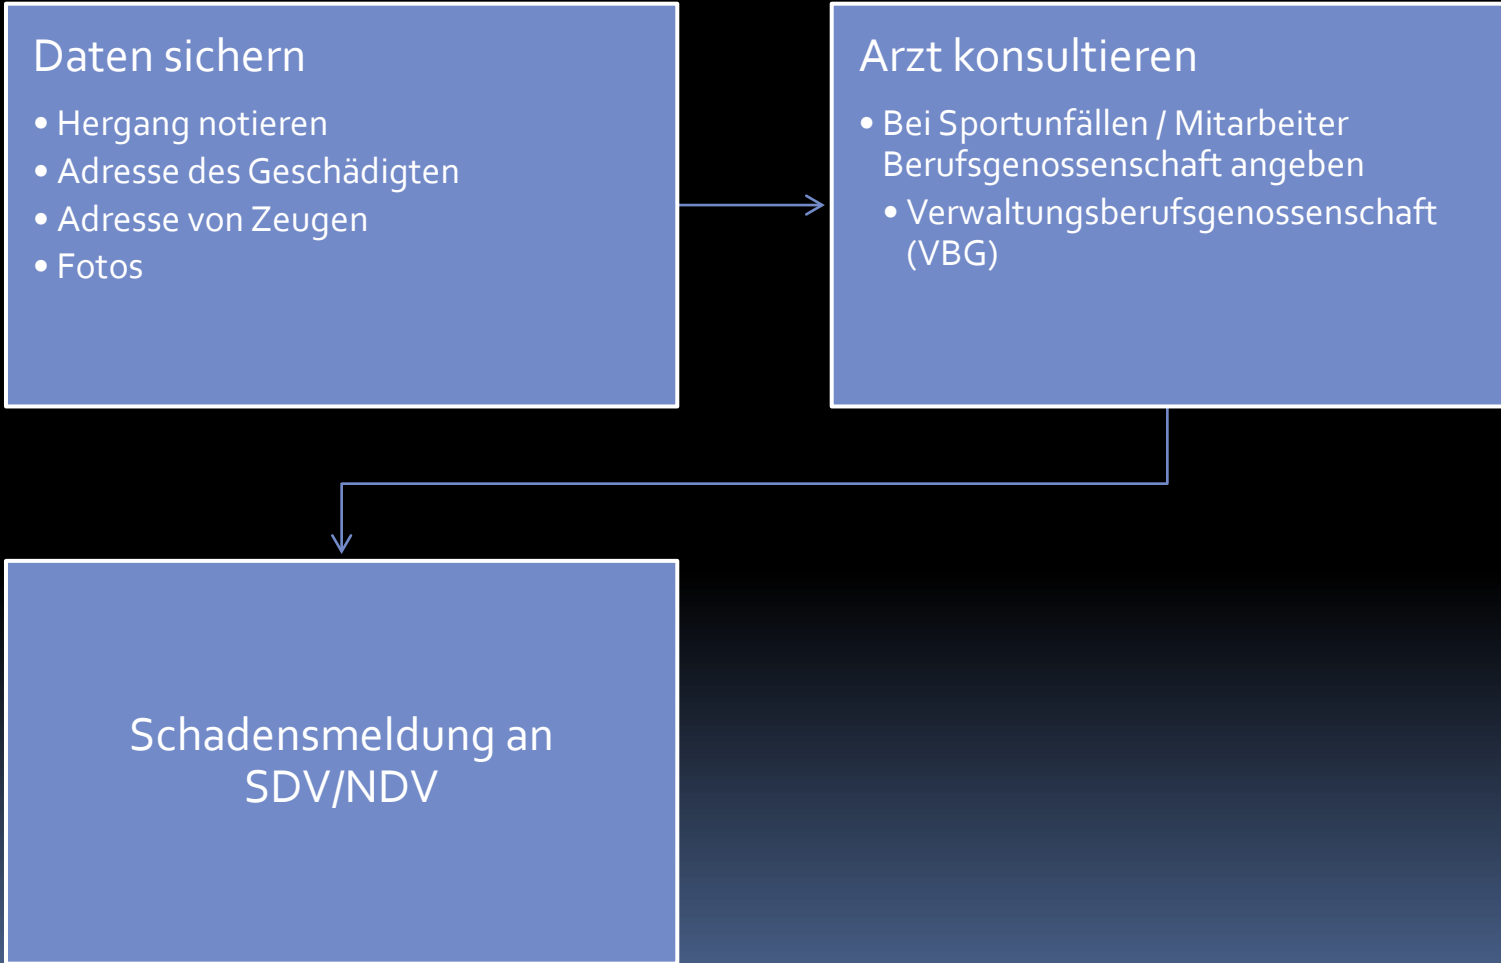 Daten sichern
• Hergang notieren
• Adresse des Geschädigten
• Adresse von Zeugen
• Fotos
Arzt konsultieren
• Bei Sportunfällen / Mitarbeiter
Berufsgenossenschaft angeben
• Verwaltungsberufsgenossenschaft
(VBG)
Schadensmeldung an
SDV/NDV